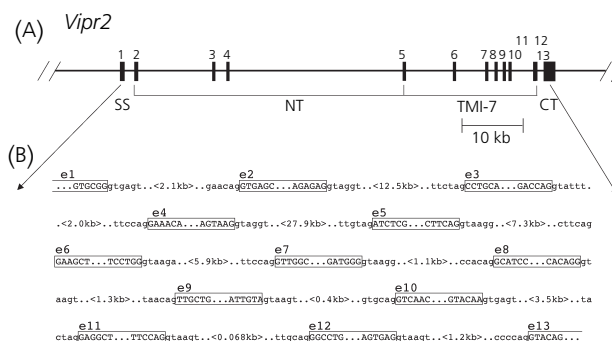 (A) Vipr2
1 2 3 4 5 6 7 8 9 10 11 12 13
SS NT TMI-7 CT
10 kb
(B)
e1 e2 e3
...GTGCGGgtgagt..<2.1kb>..gaacagGTGAGC...AGAGAGgtaggt..<12.5kb>..ttctagCCTGCA...GACCAGgtattt.
e4 e5
.<2.0kb>..ttccagGAAACA...AGTAAGgtaggt..<27.9kb>..ttgtagATCTCG...CTTCAGgtaagg..<7.3kb>..cttcag
e6 e7 e8
GAAGCT...TCCTGGgtaaga..<5.9kb>..ttccagGTTGGC...GATGGGgtaagg..<1.1kb>..ccacagGCATCC...CACAGGgt
e9 e10
aagt..<1.3kb>..taacagTTGCTG...ATTGTAgtaagt..<0.4kb>..gtgcagGTCAAC...GTACAAgtgagt..<3.5kb>..ta
e11 e12 e13
ctagGAGGCT...TTCCAGgtaagt..<0.068kb>..ttgcagGGCCTG...AGTGAGgtaagt..<1.2kb>..ccccagGTACAG...